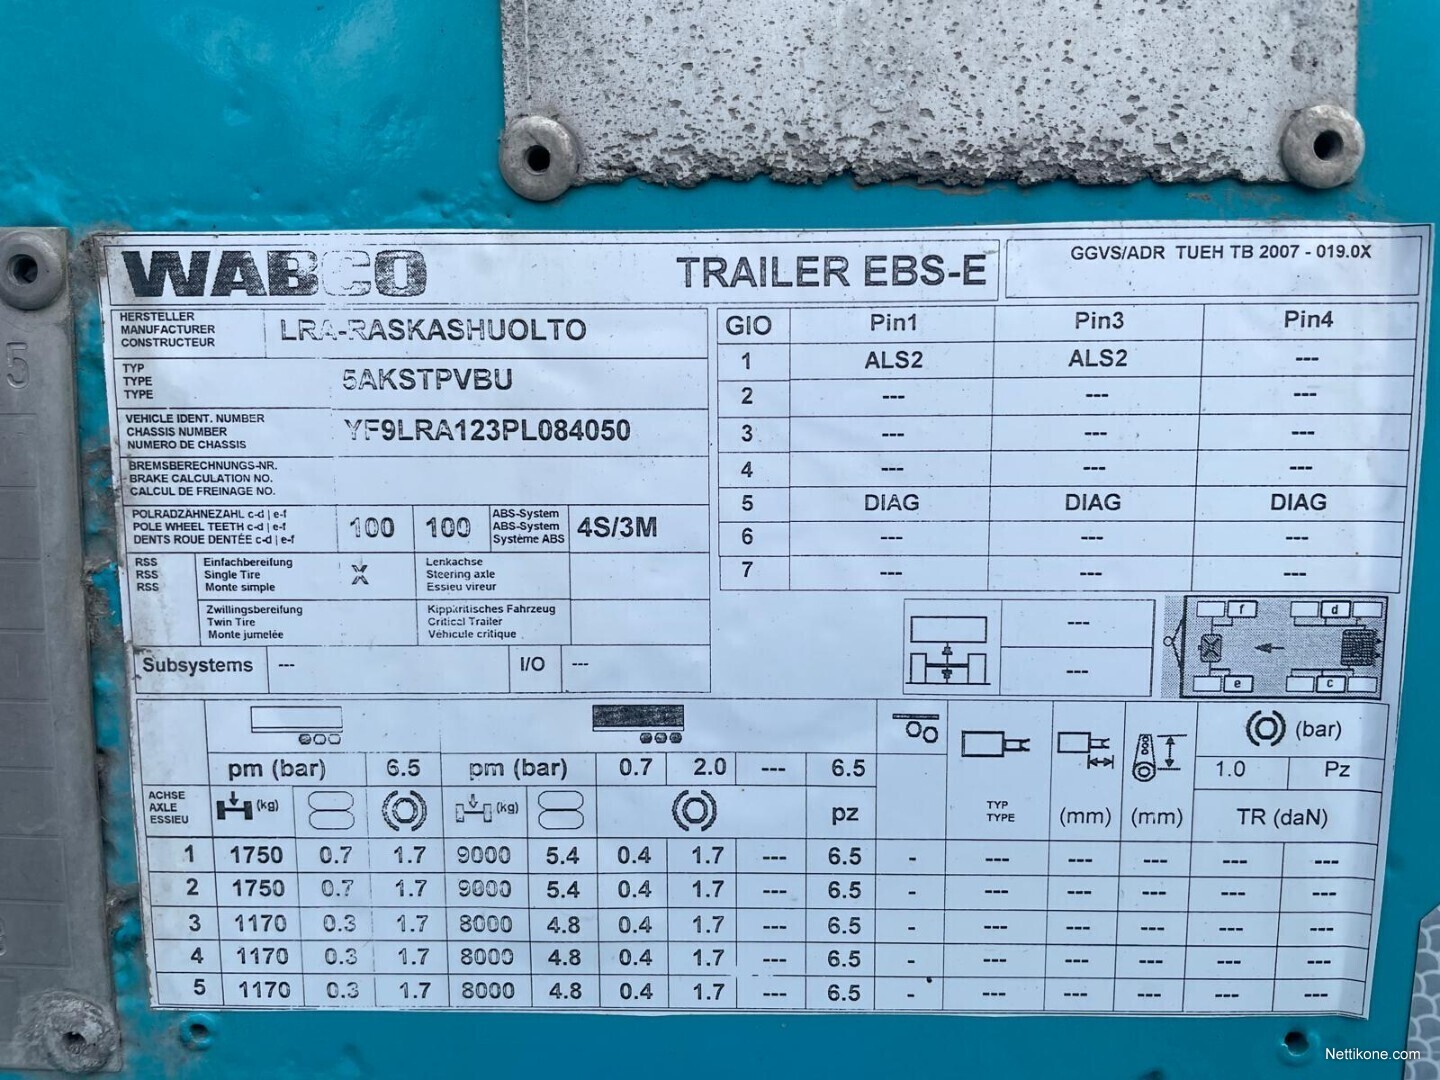 WABCO TRAILER EBS-E GGVS/ADR TUEH TB 2007 - 019.0X
HERSTELLER
MANUFACTURER
CONSTRUCTEUR
LRA-RASKASHUOLTO
TYP
TYPE
TYPE
5AKSTPVBU
VEHICLE IDENT. NUMBER
CHASSIS NUMBER
NUMERO DE CHASSIS
YF9LRA123PL084050
BREMSBERECHNUNGS-NR.
BRAKE CALCULATION NO.
CALCUL DE FREINAGE NO.
POLRADZAHNEZAHL c-d | e-f
POLE WHEEL TEETH c-d | e-f
DENTS ROUE DENTÉE c-d | e-f
100 100
ABS-System
ABS-System
Système ABS
4S/3M
RSS
RSS
RSS
Einfachbereifung
Single Tire
Monte simple
X
Lenkachse
Steering axle
Essieu vireur
Zwillingsbereifung
Twin Tire
Monte jumelée
Kippkritisches Fahrzeug
Critical Trailer
Véhicule critique
Subsystems --- I/O ---
GIO Pin1 Pin3 Pin4
1 ALS2 ALS2 ---
2 --- --- ---
3 --- --- ---
4 --- --- ---
5 DIAG DIAG DIAG
6 --- --- ---
7 --- --- ---
---
---
f d
e c
pm (bar) 6.5 pm (bar) 0.7 2.0 --- 6.5
(bar)
1.0 Pz
ACHSE
AXLE
ESSIEU
(kg) (kg) pz
TYP
TYPE
(mm) (mm) TR (daN)
1 1750 0.7 1.7 9000 5.4 0.4 1.7 --- 6.5 - --- --- --- --- ---
2 1750 0.7 1.7 9000 5.4 0.4 1.7 --- 6.5 - --- --- --- --- ---
3 1170 0.3 1.7 8000 4.8 0.4 1.7 --- 6.5 - --- --- --- --- ---
4 1170 0.3 1.7 8000 4.8 0.4 1.7 --- 6.5 - --- --- --- --- ---
5 1170 0.3 1.7 8000 4.8 0.4 1.7 --- 6.5 - --- --- --- --- ---
5
Nettikone.com